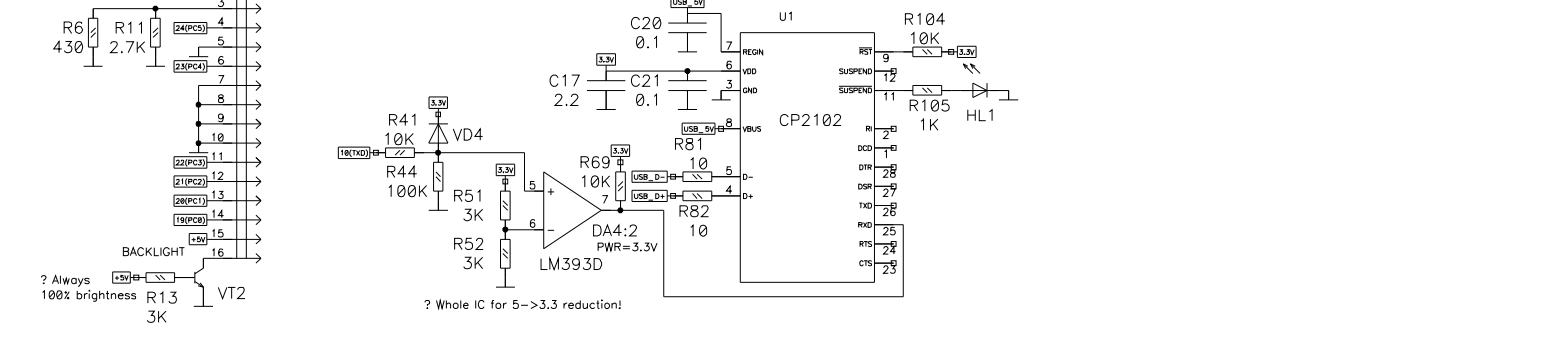 3
R6
430
R11
2.7K
24(PC5)
4
5
23(PC4)
6
7
8
9
10
22(PC3)
11
21(PC2)
12
20(PC1)
13
19(PC0)
14
+5V
15
BACKLIGHT
16
? Always
100% brightness
+5V
R13
3K
VT2
10(TXD)
R41
10K
3.3V
VD4
R44
100K
3.3V
R51
3K
R52
3K
5
+
6
-
7
LM393D
3.3V
R69
10K
DA4:2
PWR=3.3V
? Whole IC for 5->3.3 reduction!
USB_5V
C20
0.1
3.3V
C17
2.2
C21
0.1
USB_5V
R81
10
USB_D-
USB_D+
R82
10
U1
CP2102
7
REGIN
6
VDD
3
GND
8
VBUS
5
D-
4
D+
RST
9
SUSPEND
12
SUSPEND
11
RI
2
DCD
1
DTR
28
DSR
27
TXD
26
RXD
25
RTS
24
CTS
23
R104
10K
3.3V
R105
1K
HL1